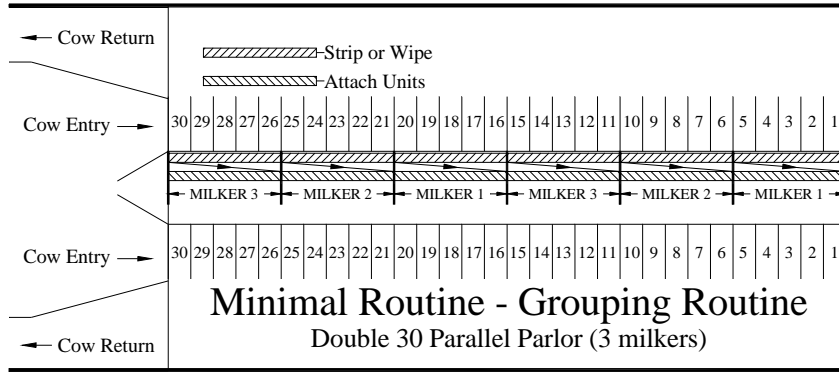 Cow Return
Strip or Wipe
Attach Units
Cow Entry
30 29 28 27 26 25 24 23 22 21 20 19 18 17 16 15 14 13 12 11 10 9 8 7 6 5 4 3 2 1
MILKER 3 MILKER 2 MILKER 1 MILKER 3 MILKER 2 MILKER 1
Cow Entry 30 29 28 27 26 25 24 23 22 21 20 19 18 17 16 15 14 13 12 11 10 9 8 7 6 5 4 3 2 1
Minimal Routine - Grouping Routine
Double 30 Parallel Parlor (3 milkers)
Cow Return